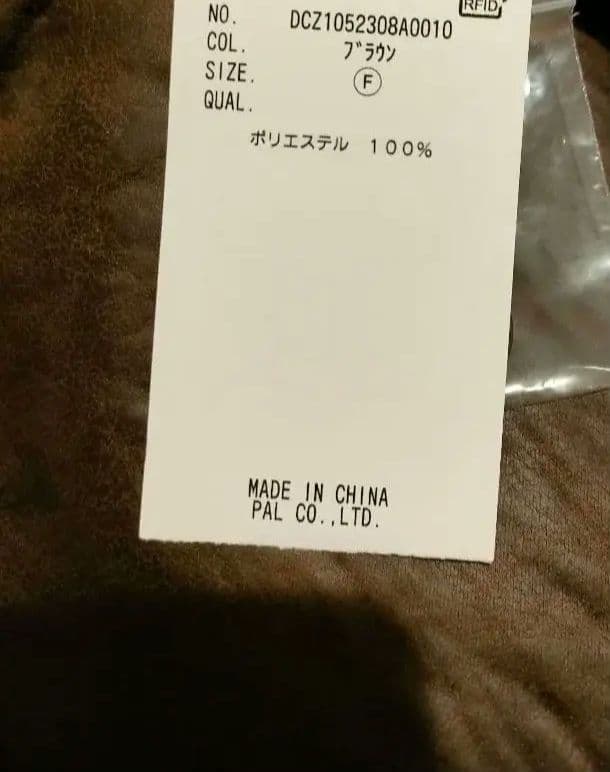 RFID
NO. DCZ1052308A0010
COL. ﾌﾞﾗｳﾝ
SIZE. Ⓕ
QUAL.
ポリエステル １００％
MADE IN CHINA
PAL CO.,LTD.